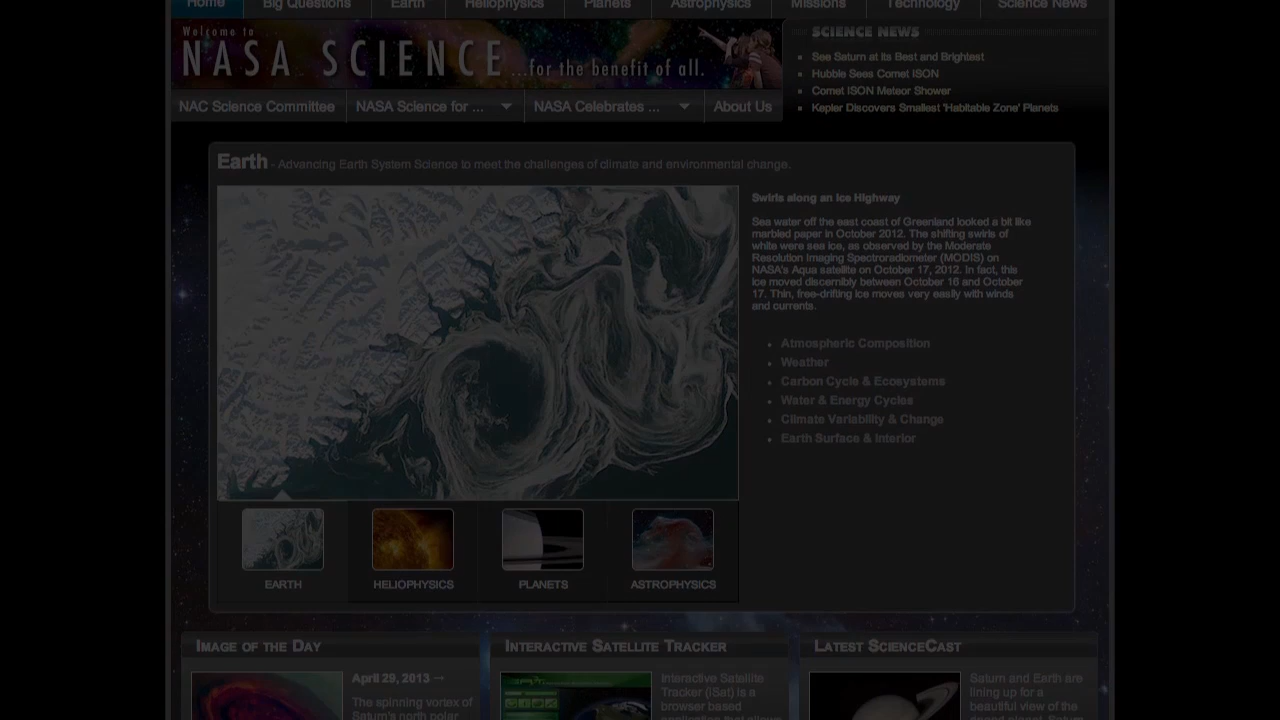 Home Big Questions Earth Heliophysics Planets Astrophysics Missions Technology Science News
Welcome to
NASA SCIENCE ...for the benefit of all.
NAC Science Committee NASA Science for ... NASA Celebrates ... About Us
SCIENCE NEWS
See Saturn at its Best and Brightest
Hubble Sees Comet ISON
Comet ISON Meteor Shower
Kepler Discovers Smallest 'Habitable Zone' Planets
Earth - Advancing Earth System Science to meet the challenges of climate and environmental change.
Swirls along an Ice Highway
Sea water off the east coast of Greenland looked a bit like
marbled paper in October 2012. The shifting swirls of
white were sea ice, as observed by the Moderate
Resolution Imaging Spectroradiometer (MODIS) on
NASA's Aqua satellite on October 17, 2012. In fact, this
ice moved discernibly between October 16 and October
17. Thin, free-drifting ice moves very easily with winds
and currents.
Atmospheric Composition
Weather
Carbon Cycle & Ecosystems
Water & Energy Cycles
Climate Variability & Change
Earth Surface & Interior
EARTH HELIOPHYSICS PLANETS ASTROPHYSICS
IMAGE OF THE DAY
April 29, 2013 →
The spinning vortex of
Saturn's north polar
INTERACTIVE SATELLITE TRACKER
Interactive Satellite
Tracker (iSat) is a
browser based
application that allows
LATEST SCIENCECAST
Saturn and Earth are
lining up for a
beautiful view of the